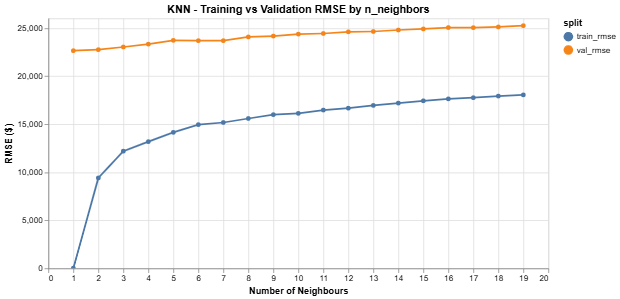 KNN - Training vs Validation RMSE by n_neighbors
split
train_rmse
val_rmse
RMSE ($)
25,000
20,000
15,000
10,000
5,000
0
0 1 2 3 4 5 6 7 8 9 10 11 12 13 14 15 16 17 18 19 20
Number of Neighbours